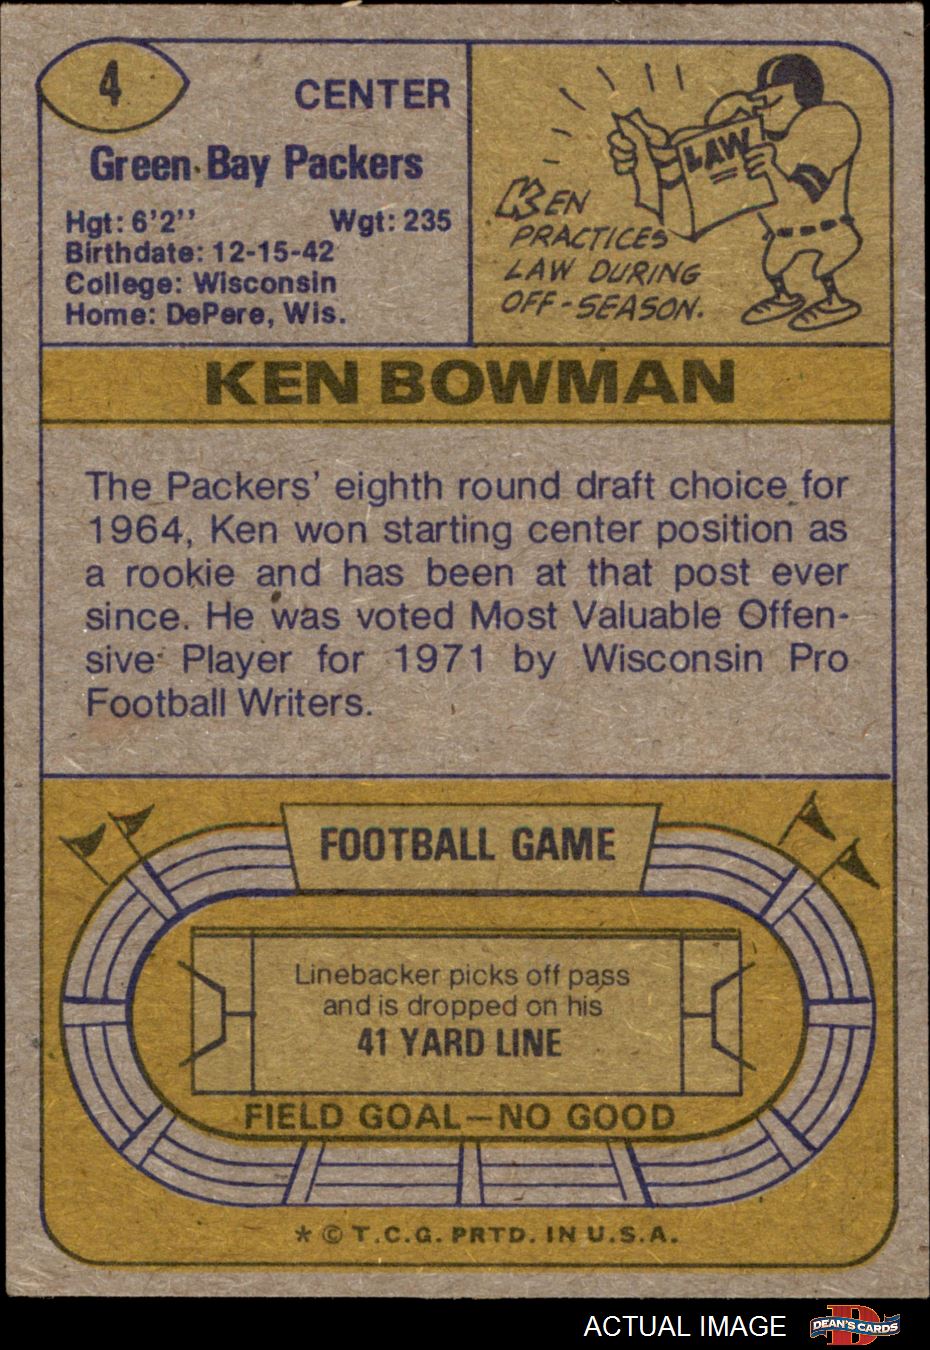 4
CENTER
Green Bay Packers
Hgt: 6'2'' Wgt: 235
Birthdate: 12-15-42
College: Wisconsin
Home: DePere, Wis.
LAW
KEN
PRACTICES
LAW DURING
OFF-SEASON.
KEN BOWMAN
The Packers' eighth round draft choice for
1964, Ken won starting center position as
a rookie and has been at that post ever
since. He was voted Most Valuable Offen-
sive Player for 1971 by Wisconsin Pro
Football Writers.
FOOTBALL GAME
Linebacker picks off pass
and is dropped on his
41 YARD LINE
FIELD GOAL—NO GOOD
* © T.C.G. PRTD. IN U.S.A.
ACTUAL IMAGE
D
DEAN'S CARDS